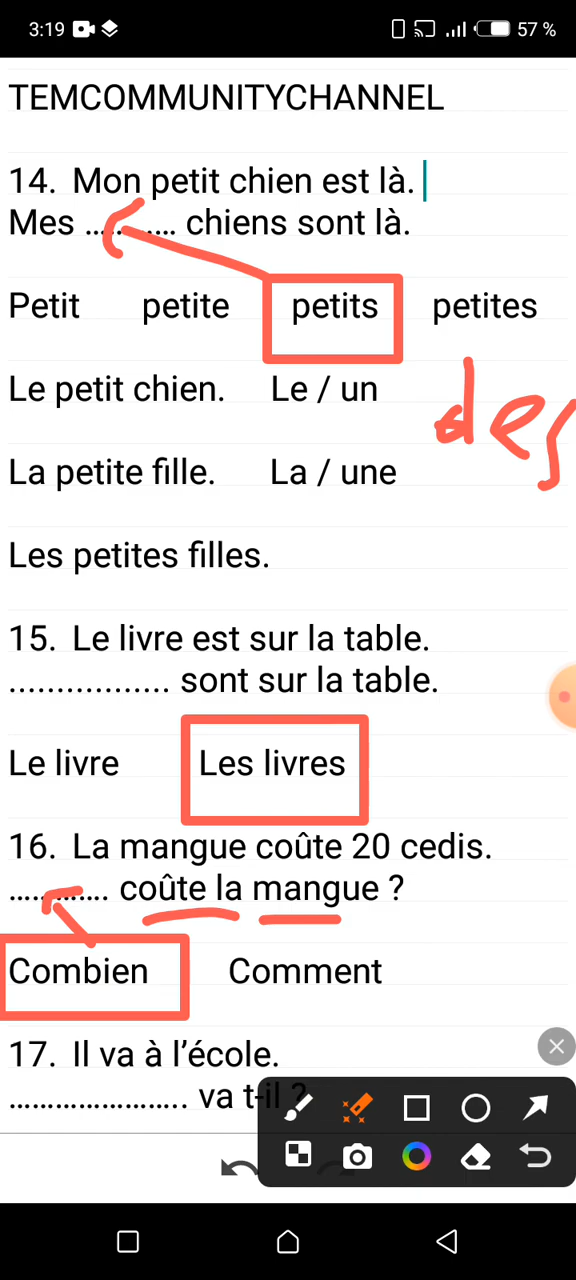 3:19 57 %
TEMCOMMUNITYCHANNEL
14. Mon petit chien est là.
Mes ........... chiens sont là.
Petit petite petits petites
Le petit chien. Le / un
des
La petite fille. La / une
Les petites filles.
15. Le livre est sur la table.
................. sont sur la table.
Le livre Les livres
16. La mangue coûte 20 cedis.
............. coûte la mangue ?
Combien Comment
17. Il va à l'école.
....................... va t-il ?